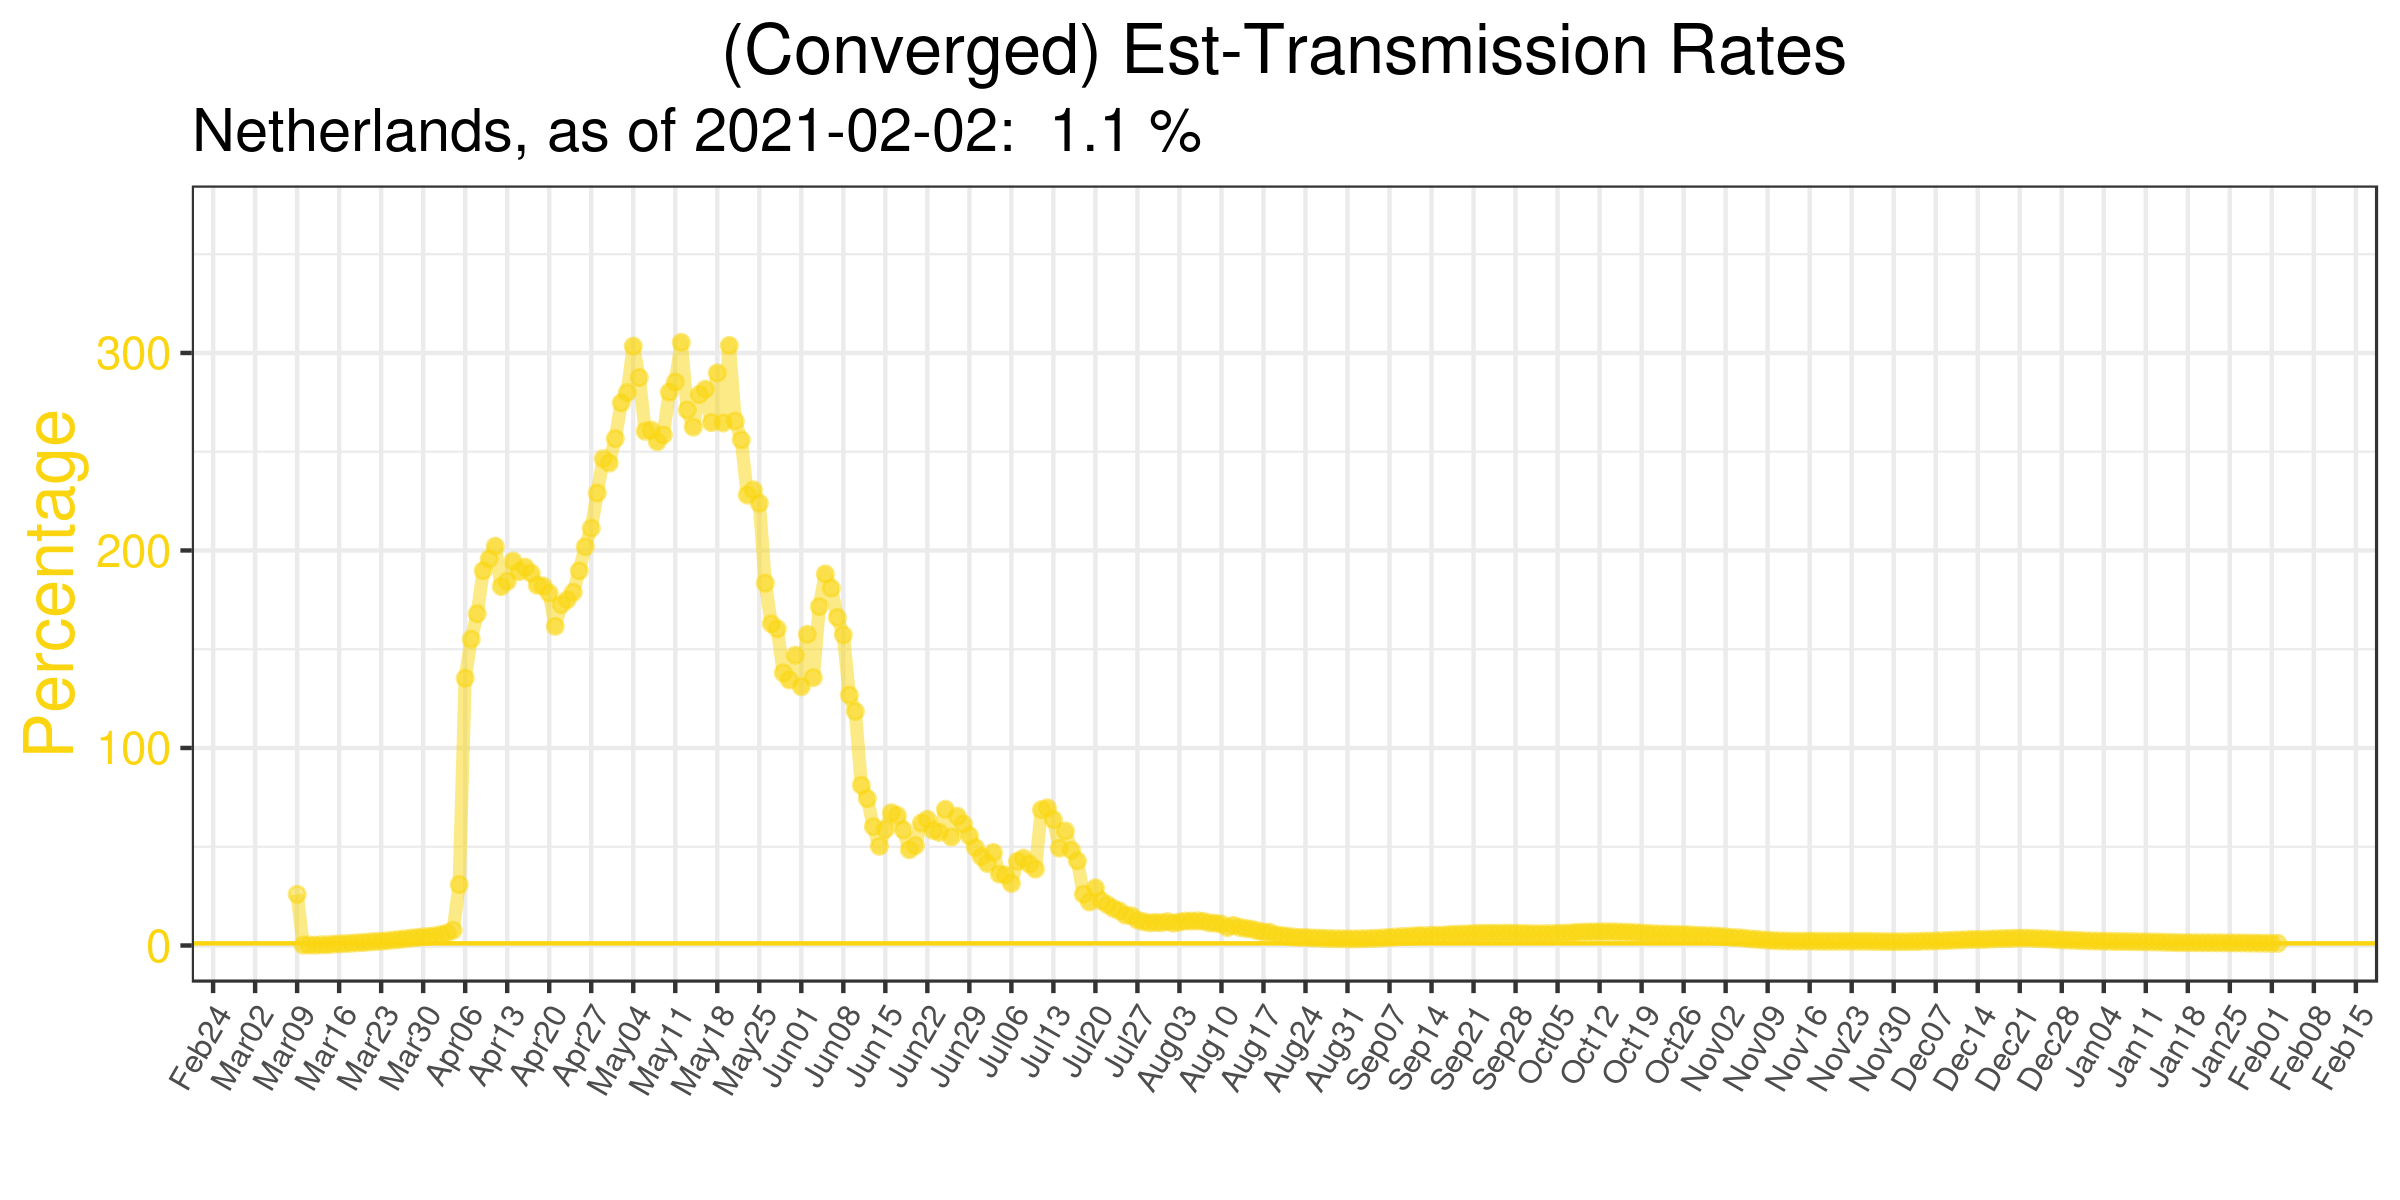 (Converged) Est-Transmission Rates
Netherlands, as of 2021-02-02:  1.1 %
Percentage
300
200
100
0
Feb24 Mar02 Mar09 Mar16 Mar23 Mar30 Apr06 Apr13 Apr20 Apr27 May04 May11 May18 May25 Jun01 Jun08 Jun15 Jun22 Jun29 Jul06 Jul13 Jul20 Jul27 Aug03 Aug10 Aug17 Aug24 Aug31 Sep07 Sep14 Sep21 Sep28 Oct05 Oct12 Oct19 Oct26 Nov02 Nov09 Nov16 Nov23 Nov30 Dec07 Dec14 Dec21 Dec28 Jan04 Jan11 Jan18 Jan25 Feb01 Feb08 Feb15